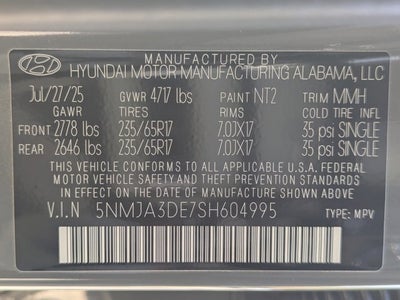 MANUFACTURED BY
HYUNDAI MOTOR MANUFACTURING ALABAMA, LLC
Jul/27/25 GVWR 4717 lbs PAINT NT2 TRIM MMH
GAWR TIRES RIMS COLD TIRE INFL
FRONT 2778 lbs 235/65R17 7.0JX17 35 psi SINGLE
REAR 2646 lbs 235/65R17 7.0JX17 35 psi SINGLE
THIS VEHICLE CONFORMS TO ALL APPLICABLE U.S.A. FEDERAL
MOTOR VEHICLE SAFETY AND THEFT PREVENTION STANDARDS
IN EFFECT ON THE DATE OF MANUFACTURE SHOWN ABOVE.
V.I.N 5NMJA3DE7SH604995 TYPE: MPV